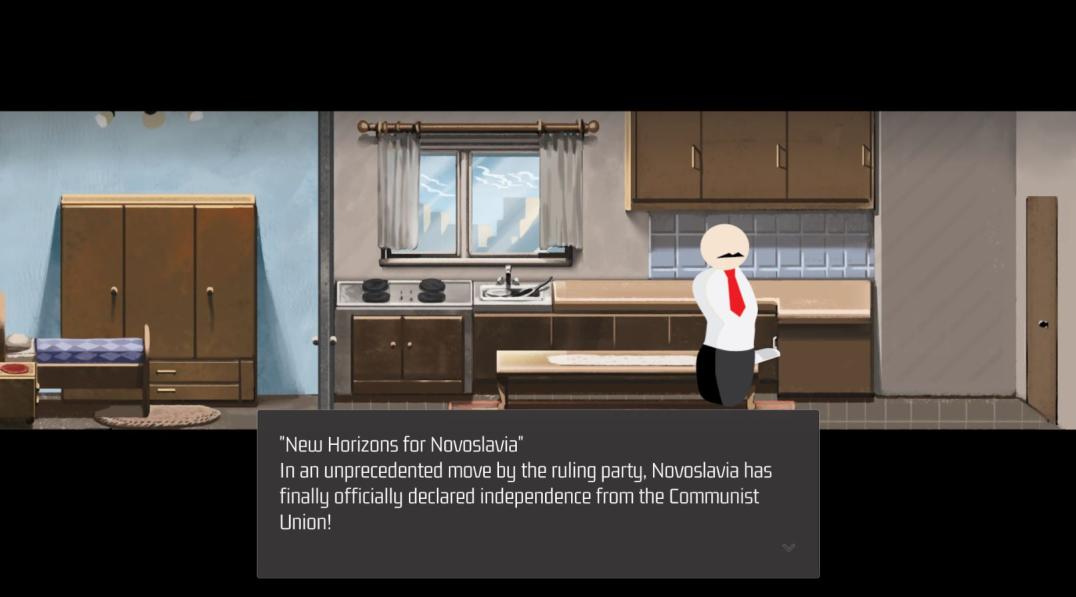 "New Horizons for Novoslavia"
In an unprecedented move by the ruling party, Novoslavia has
finally officially declared independence from the Communist
Union!